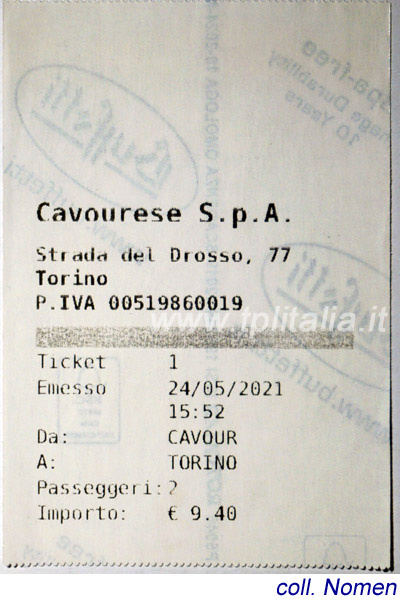 Cavourese S.p.A.
Strada del Drosso, 77
Torino
P.IVA 00519860019
www.fplitalia.it
Ticket 1
Emesso 24/05/2021
15:52
Da: CAVOUR
A: TORINO
Passeggeri: 2
Importo: € 9.40
coll. Nomen